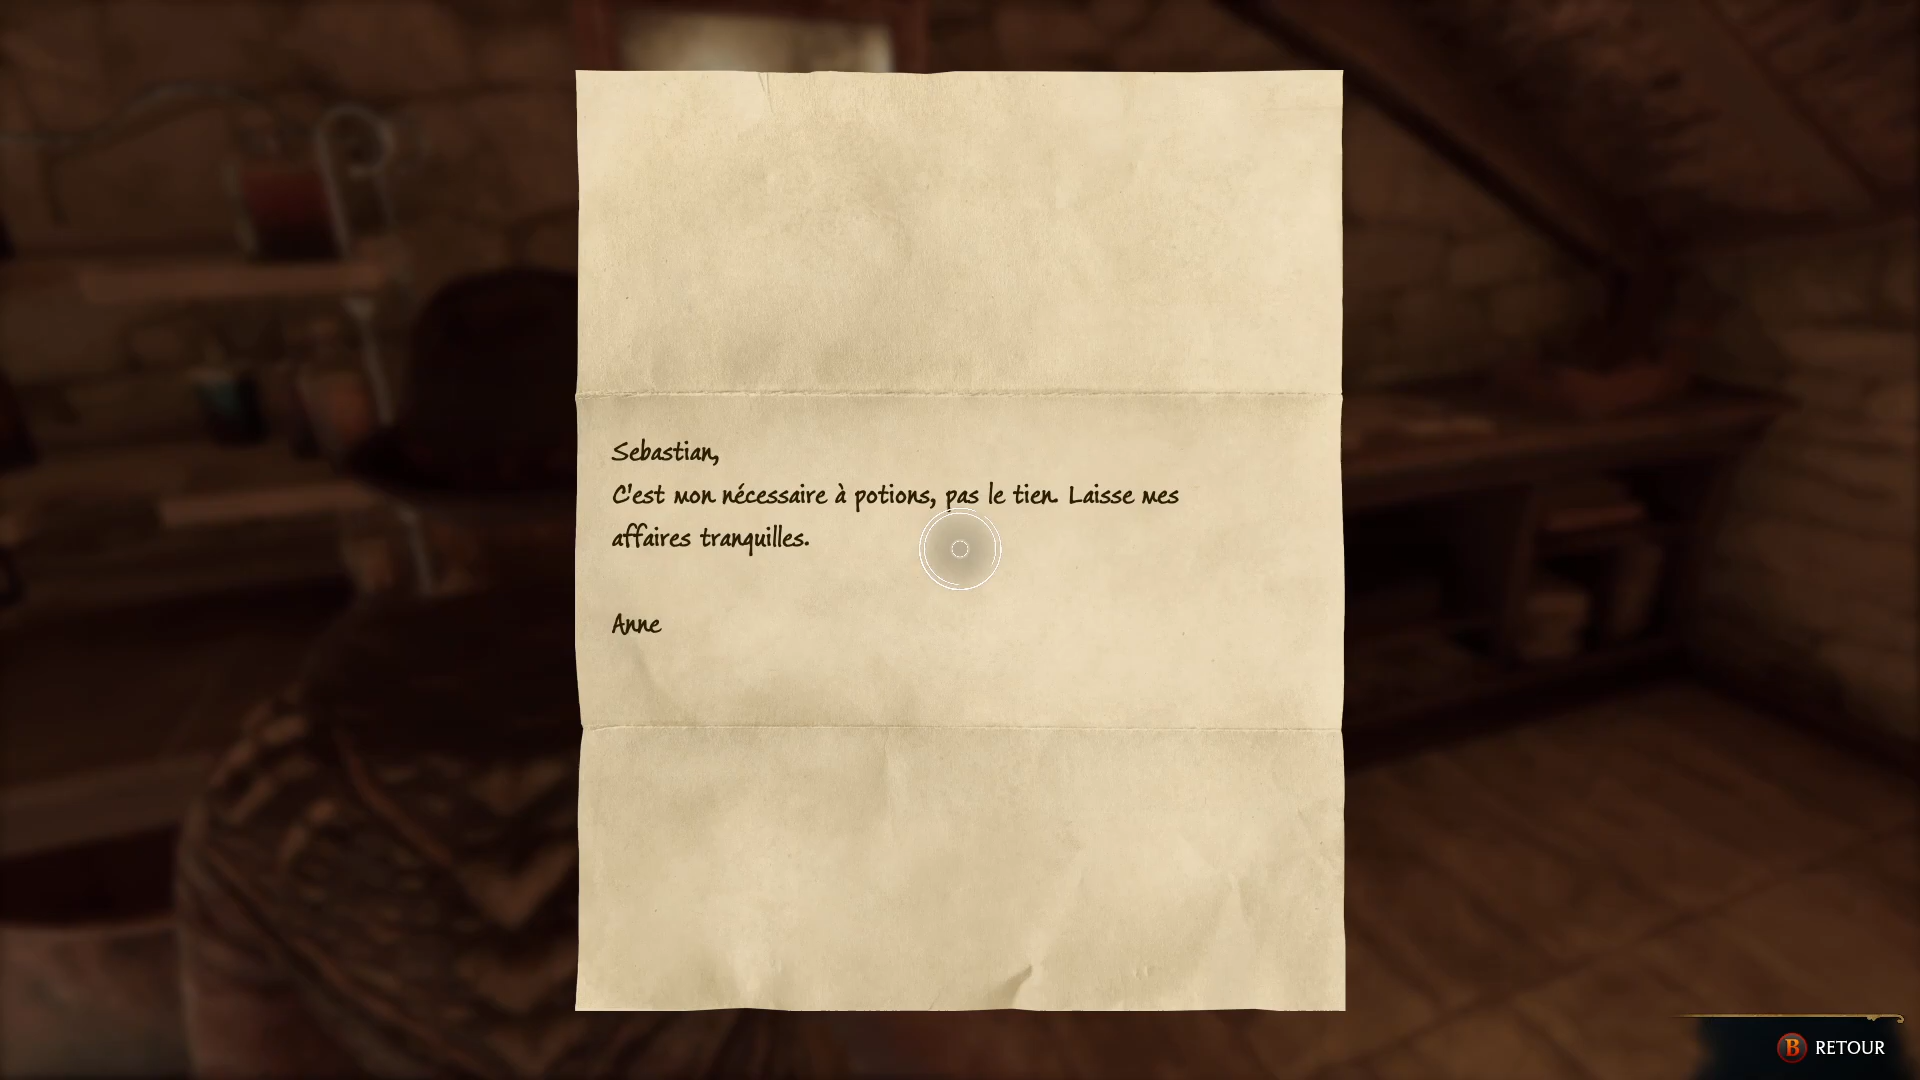 Sebastian,
C'est mon nécessaire à potions, pas le tien. Laisse mes
affaires tranquilles.
Anne
B RETOUR